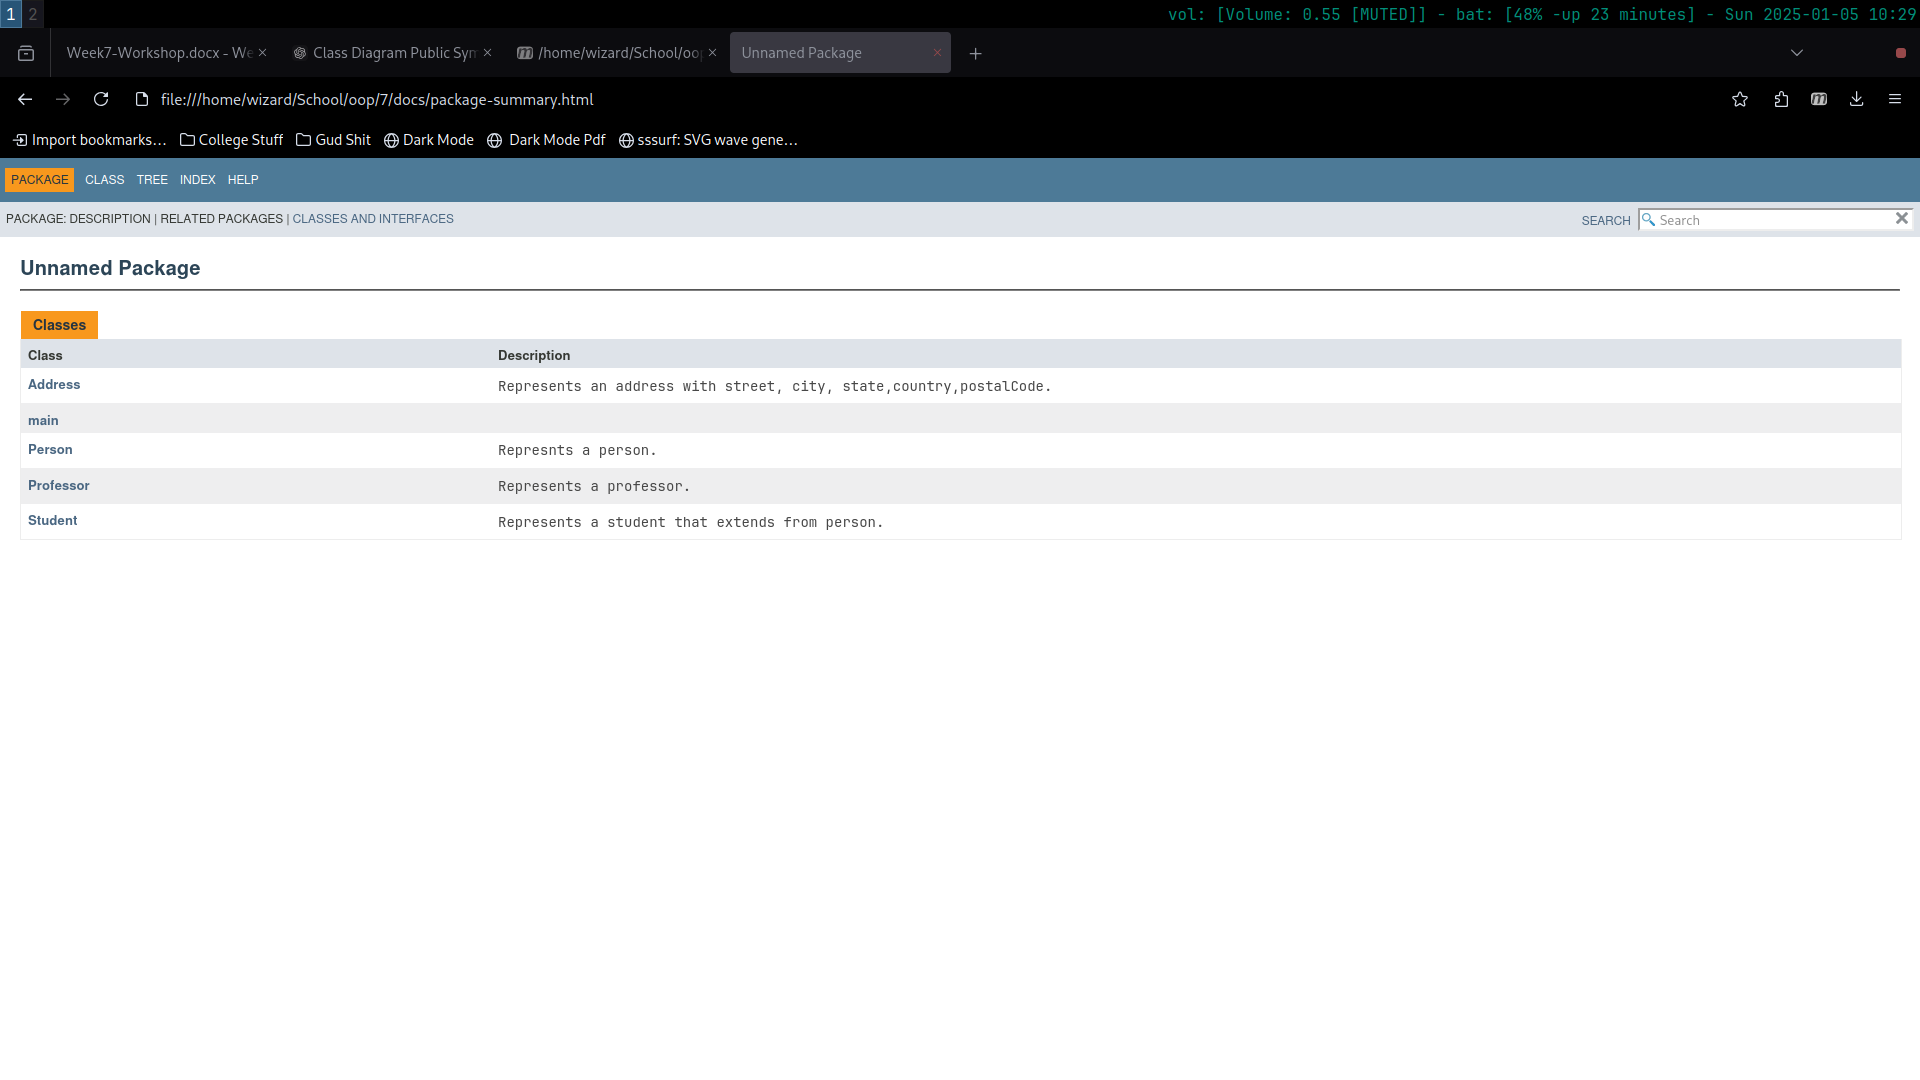 1 2 vol: [Volume: 0.55 [MUTED]] - bat: [48% -up 23 minutes] - Sun 2025-01-05 10:29
Week7-Workshop.docx - We Class Diagram Public Sym /home/wizard/School/oop Unnamed Package
file:///home/wizard/School/oop/7/docs/package-summary.html
Import bookmarks... College Stuff Gud Shit Dark Mode Dark Mode Pdf sssurf: SVG wave gene...
PACKAGE CLASS TREE INDEX HELP
PACKAGE: DESCRIPTION | RELATED PACKAGES | CLASSES AND INTERFACES SEARCH Search
Unnamed Package
Classes
Class Description
Address Represents an address with street, city, state,country,postalCode.
main
Person Represnts a person.
Professor Represents a professor.
Student Represents a student that extends from person.